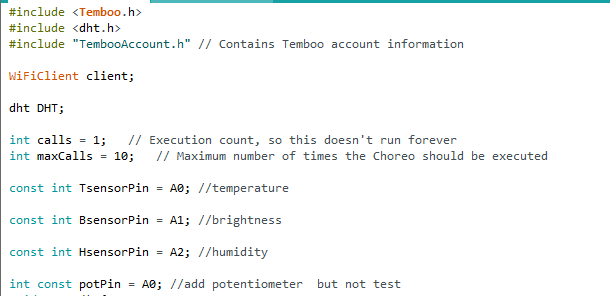 #include <Temboo.h>
#include <dht.h>
#include "TembooAccount.h" // Contains Temboo account information
WiFiClient client;
dht DHT;
int calls = 1;   // Execution count, so this doesn't run forever
int maxCalls = 10;   // Maximum number of times the Choreo should be executed
const int TsensorPin = A0; //temperature
const int BsensorPin = A1; //brightness
const int HsensorPin = A2; //humidity
int const potPin = A0; //add potentiometer  but not test